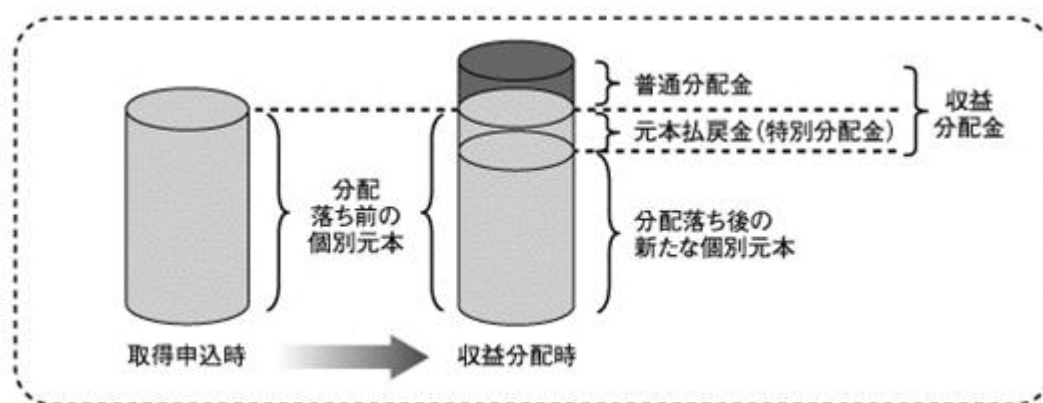 普通分配金
収益
分配金
元本払戻金(特別分配金)
分配
落ち前の
個別元本
分配落ち後の
新たな個別元本
取得申込時
収益分配時